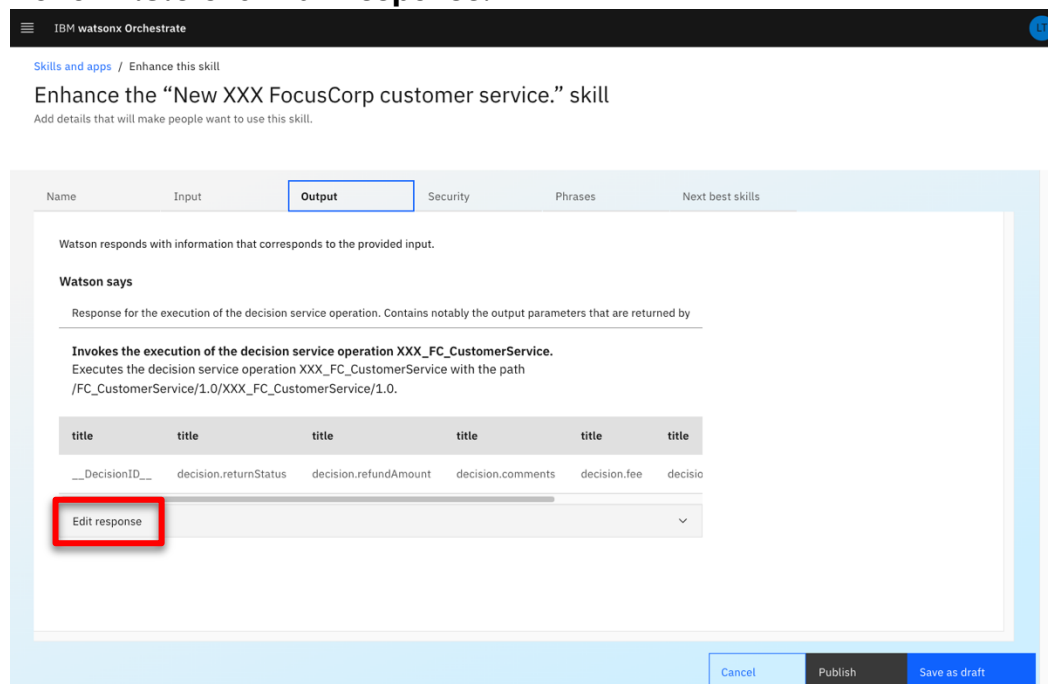 IBM watsonx Orchestrate
LT
Skills and apps / Enhance this skill
Enhance the “New XXX FocusCorp customer service.” skill
Add details that will make people want to use this skill.
Name Input Output Security Phrases Next best skills
Watson responds with information that corresponds to the provided input.
Watson says
Response for the execution of the decision service operation. Contains notably the output parameters that are returned by
Invokes the execution of the decision service operation XXX_FC_CustomerService.
Executes the decision service operation XXX_FC_CustomerService with the path
/FC_CustomerService/1.0/XXX_FC_CustomerService/1.0.
title title title title title title
__DecisionID__ decision.returnStatus decision.refundAmount decision.comments decision.fee decisio
Edit response
Cancel Publish Save as draft